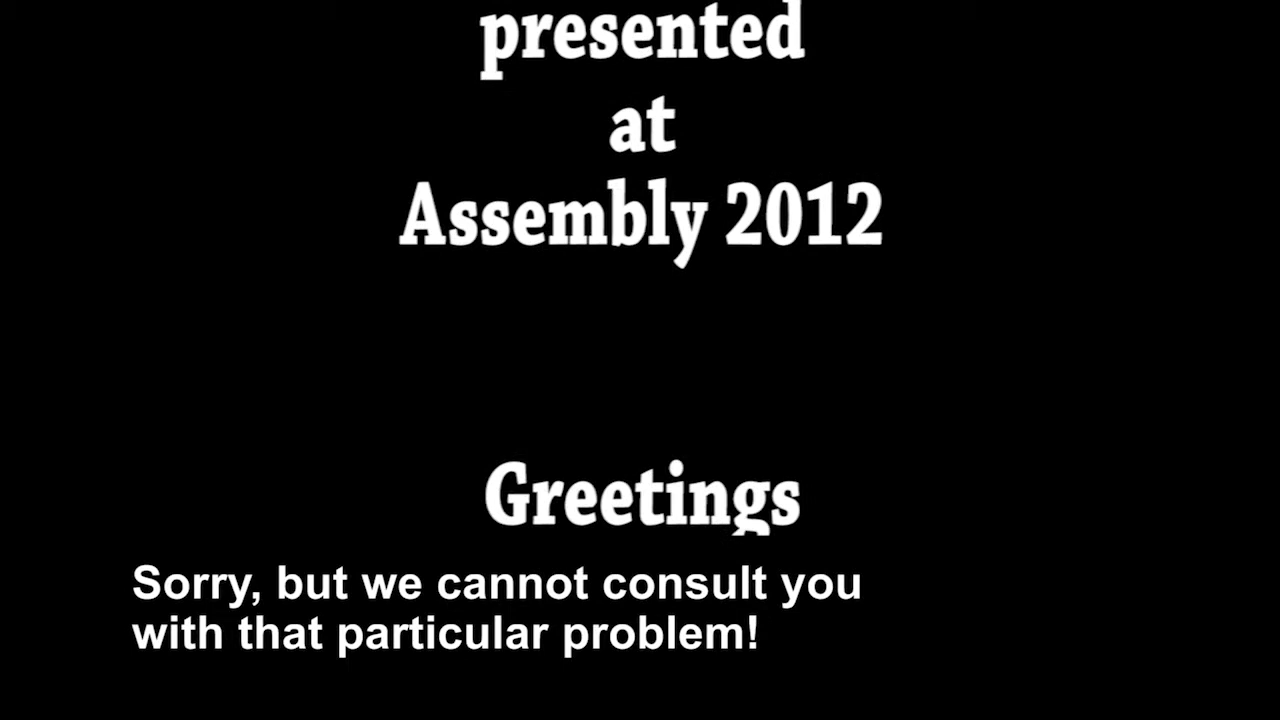 presented
at
Assembly 2012
Greetings
Sorry, but we cannot consult you
with that particular problem!